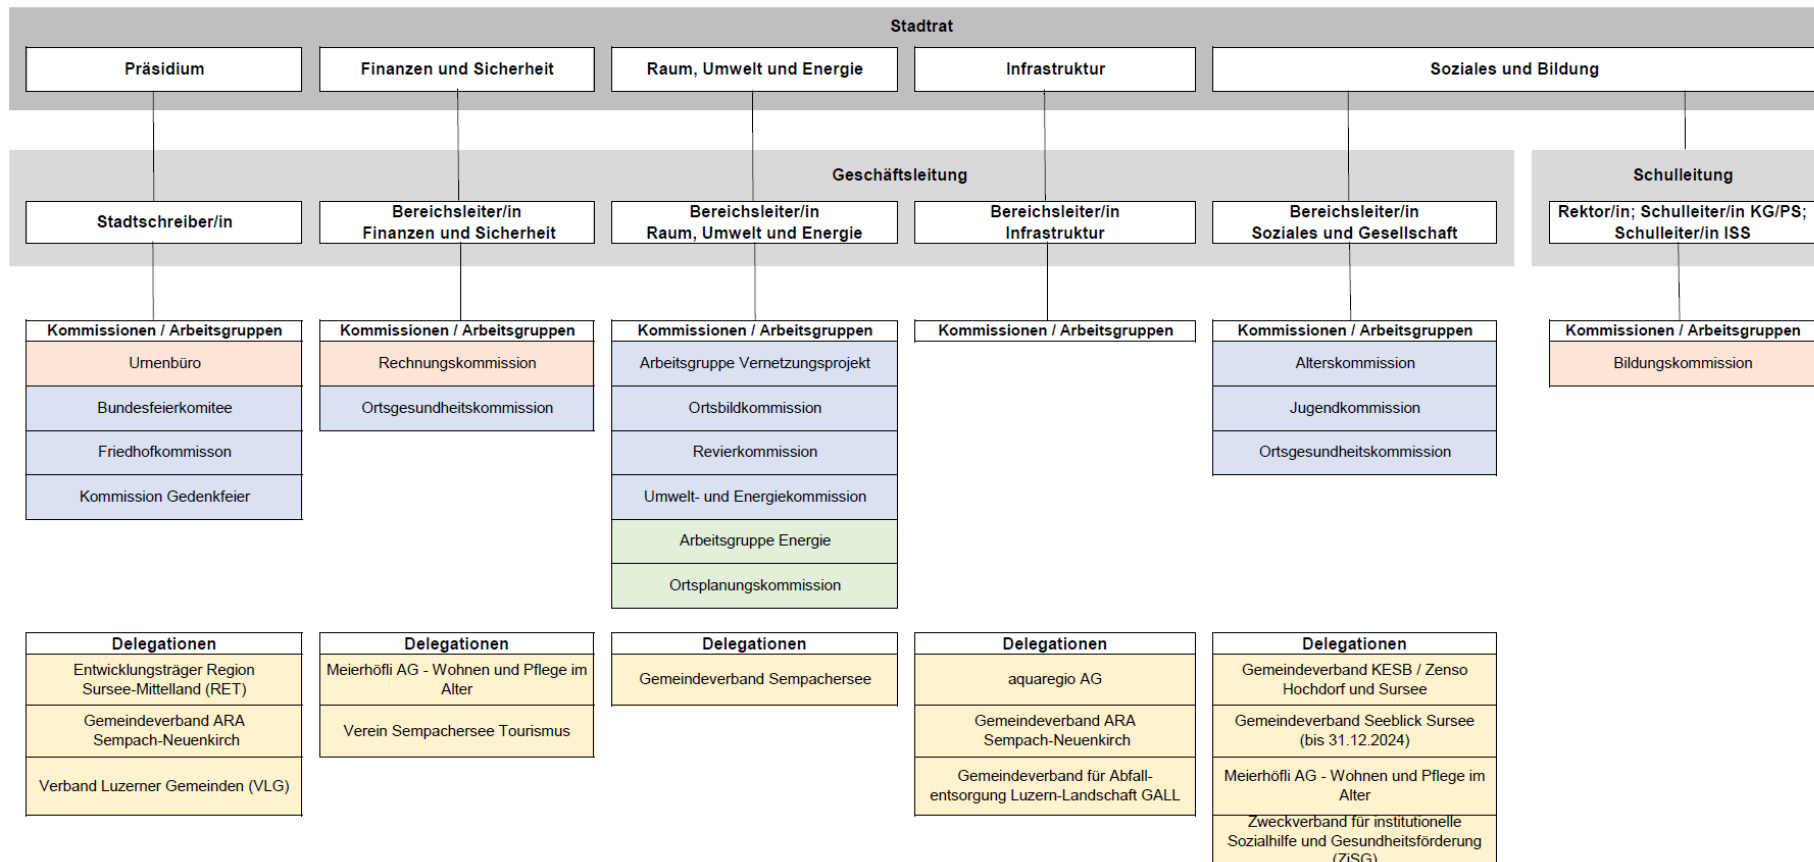 Stadtrat
Präsidium
Finanzen und Sicherheit
Raum, Umwelt und Energie
Infrastruktur
Soziales und Bildung
Geschäftsleitung
Schulleitung
Stadtschreiber/in
Bereichsleiter/in
Finanzen und Sicherheit
Bereichsleiter/in
Raum, Umwelt und Energie
Bereichsleiter/in
Infrastruktur
Bereichsleiter/in
Soziales und Gesellschaft
Rektor/in; Schulleiter/in KG/PS;
Schulleiter/in ISS
Kommissionen / Arbeitsgruppen
Urnenbüro
Bundesfeierkomitee
Friedhofkommisson
Kommission Gedenkfeier
Kommissionen / Arbeitsgruppen
Rechnungskommission
Ortsgesundheitskommission
Kommissionen / Arbeitsgruppen
Arbeitsgruppe Vernetzungsprojekt
Ortsbildkommission
Revierkommission
Umwelt- und Energiekommission
Arbeitsgruppe Energie
Ortsplanungskommission
Kommissionen / Arbeitsgruppen
Kommissionen / Arbeitsgruppen
Alterskommission
Jugendkommission
Ortsgesundheitskommission
Kommissionen / Arbeitsgruppen
Bildungskommission
Delegationen
Entwicklungsträger Region
Sursee-Mittelland (RET)
Gemeindeverband ARA
Sempach-Neuenkirch
Verband Luzerner Gemeinden (VLG)
Delegationen
Meierhöfli AG - Wohnen und Pflege im
Alter
Verein Sempachersee Tourismus
Delegationen
Gemeindeverband Sempachersee
Delegationen
aquaregio AG
Gemeindeverband ARA
Sempach-Neuenkirch
Gemeindeverband für Abfall-
entsorgung Luzern-Landschaft GALL
Delegationen
Gemeindeverband KESB / Zenso
Hochdorf und Sursee
Gemeindeverband Seeblick Sursee
(bis 31.12.2024)
Meierhöfli AG - Wohnen und Pflege im
Alter
Zweckverband für institutionelle
Sozialhilfe und Gesundheitsförderung
(ZiSG)